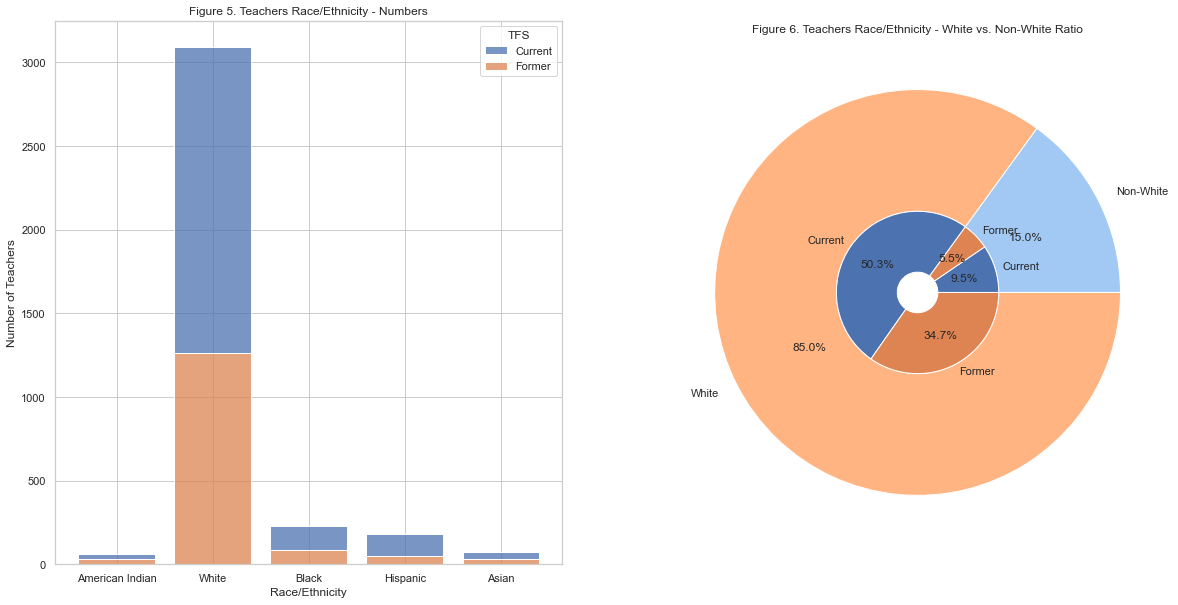 Figure 5. Teachers Race/Ethnicity - Numbers
TFS
Current
Former
Number of Teachers
3000
2500
2000
1500
1000
500
0
American Indian
White
Black
Hispanic
Asian
Race/Ethnicity
Figure 6. Teachers Race/Ethnicity - White vs. Non-White Ratio
Non-White
15.0%
Former
5.5%
Current
9.5%
Current
50.3%
34.7%
Former
85.0%
White